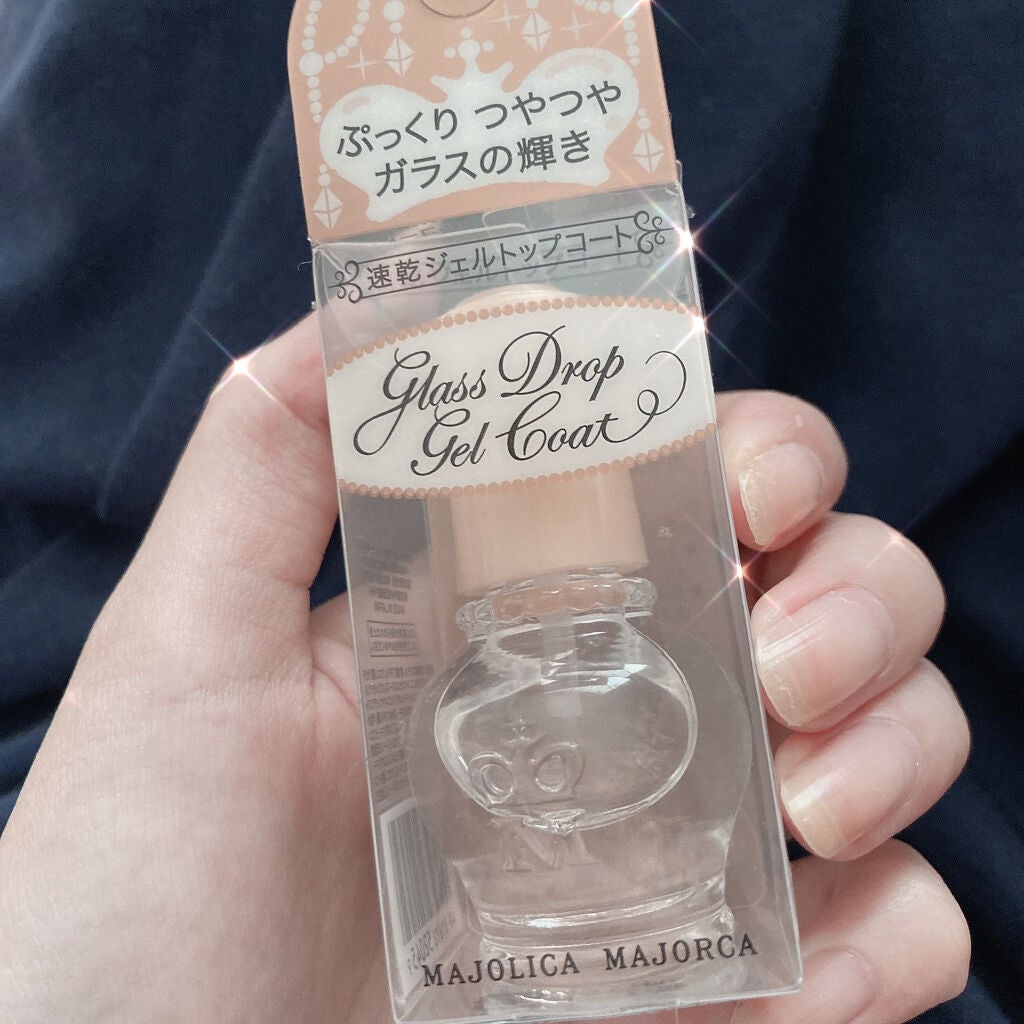 ぷっくり つやつや
ガラスの輝き
速乾ジェルトップコート
Glass Drop
Gel Coat
MAJOLICA MAJORCA